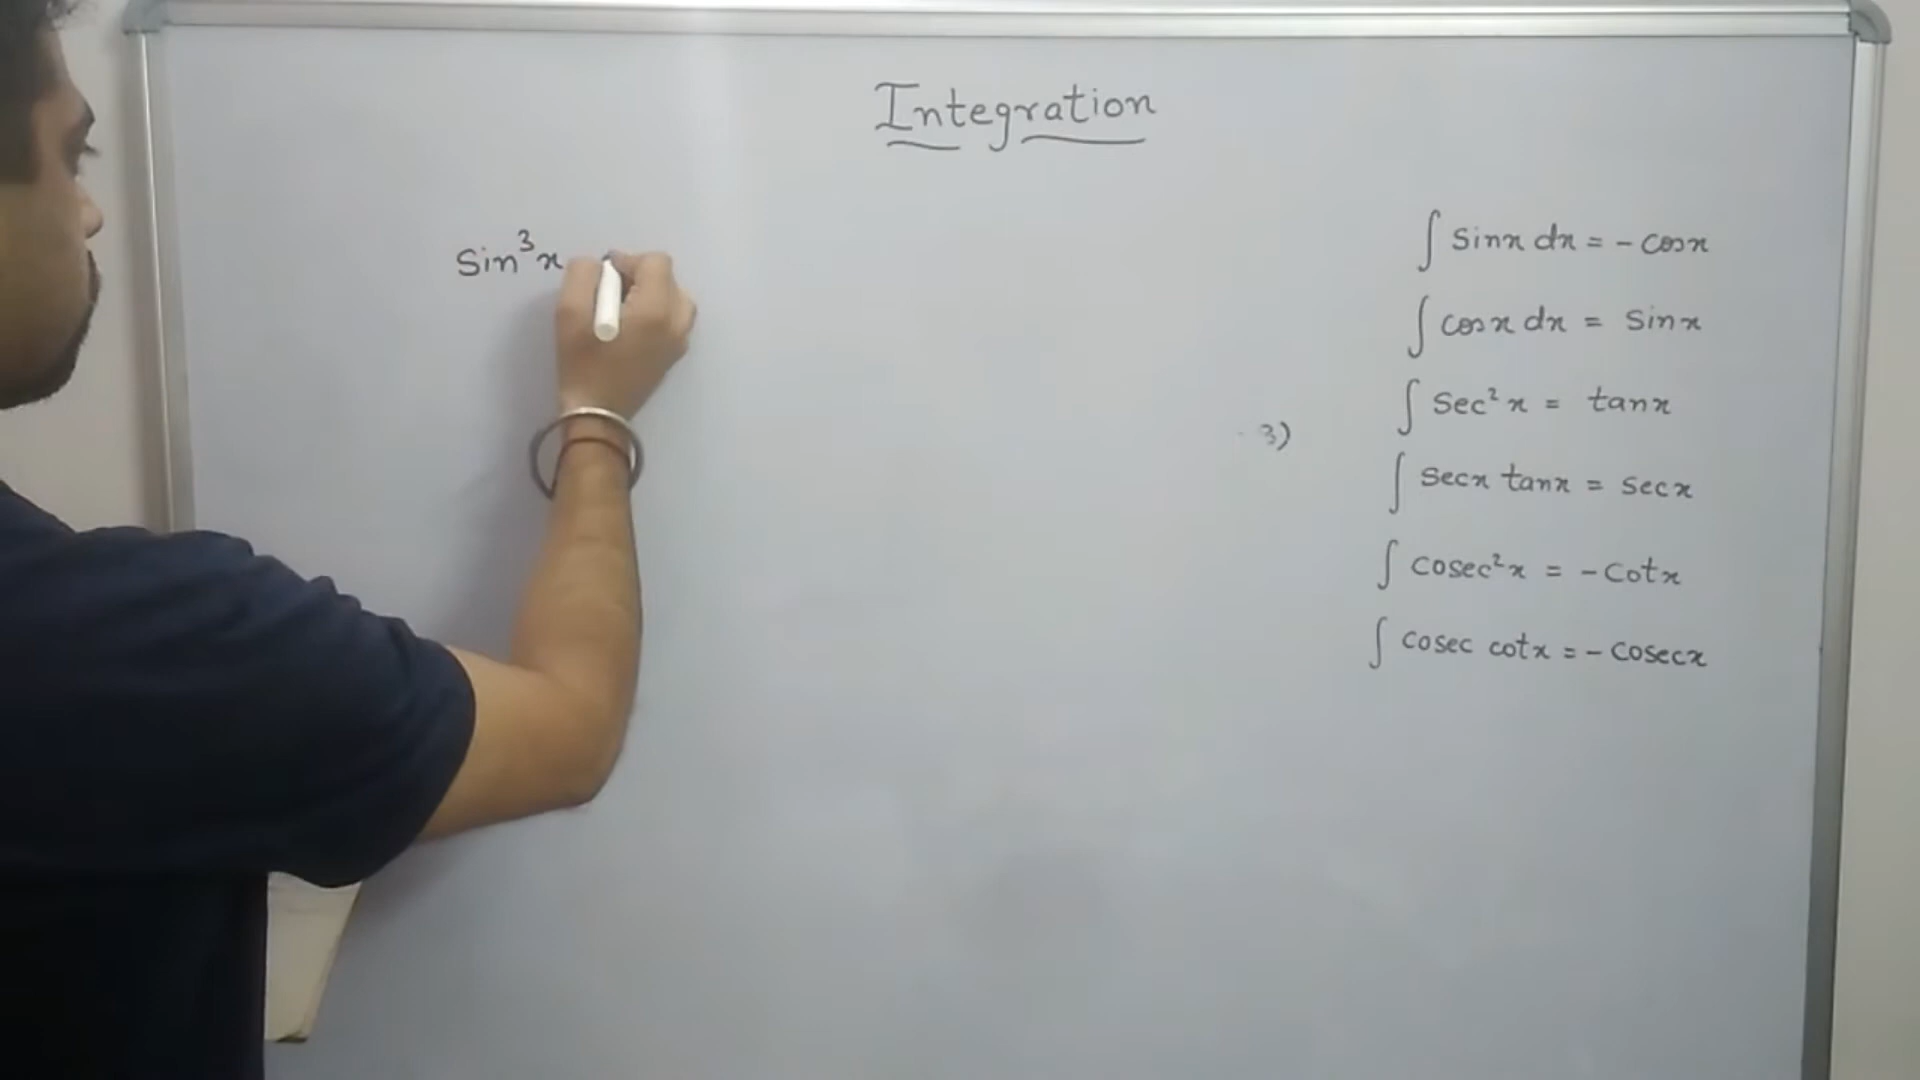 Integration
Sin³x
∫ Sinx dx = - cosx
∫ cosx dx = Sinx
∫ Sec²x = tanx
3)
∫ Secx tanx = Secx
∫ Cosec²x = - Cotx
∫ Cosec cotx = - Cosecx